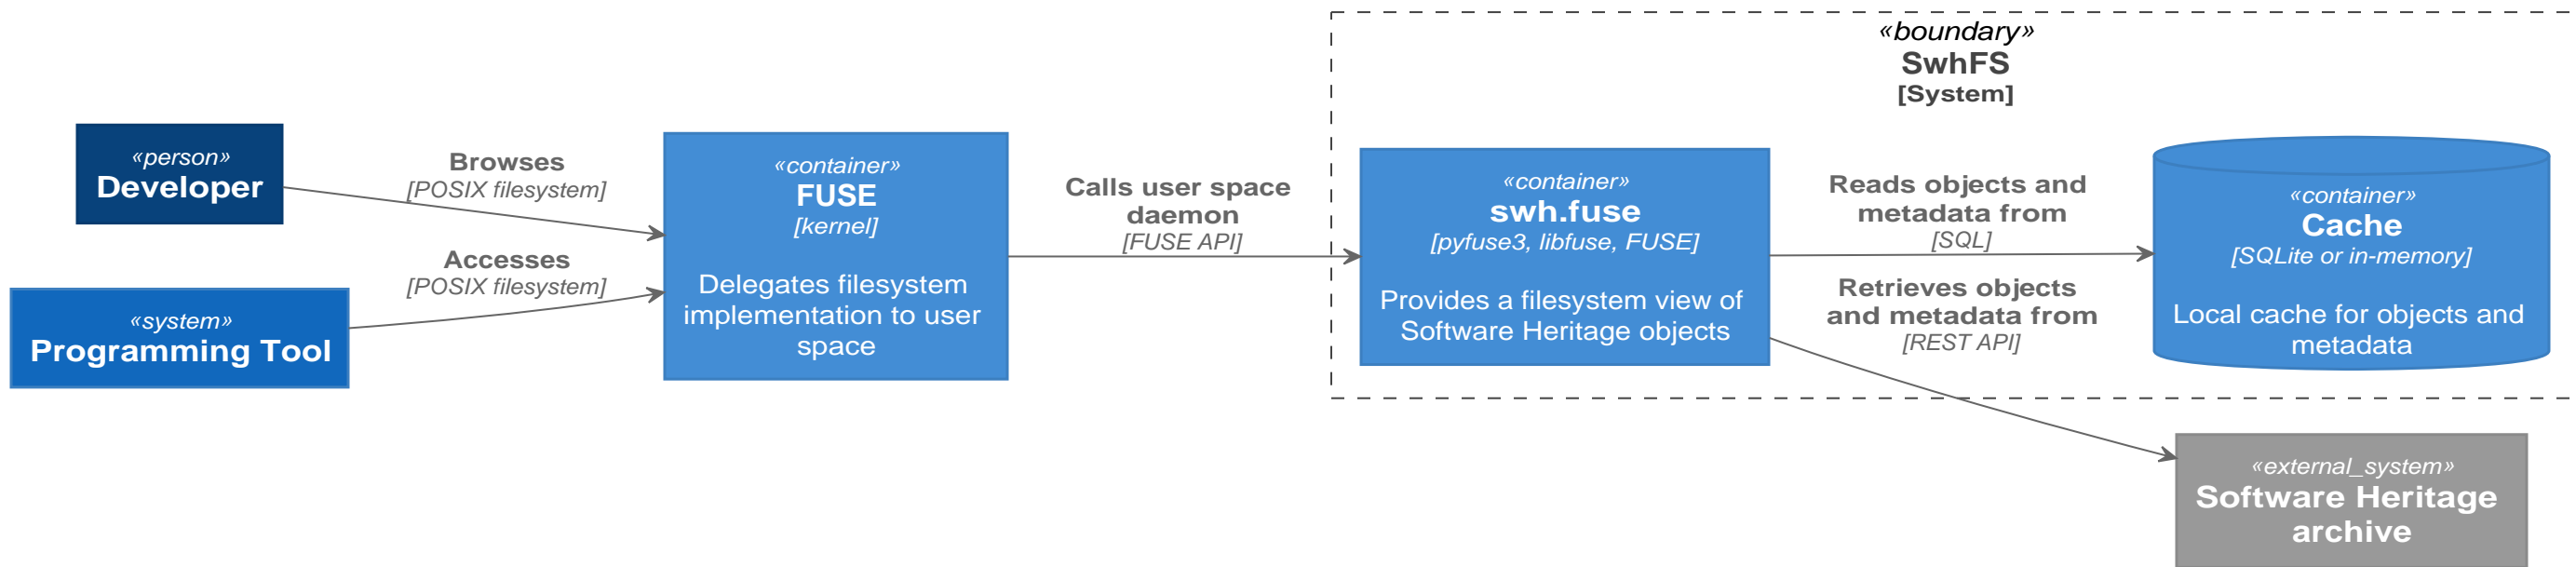 «boundary»
SwhFS
[System]
«person»
Developer
Browses
[POSIX filesystem]
Accesses
[POSIX filesystem]
«system»
Programming Tool
«container»
FUSE
[kernel]
Delegates filesystem
implementation to user
space
Calls user space
daemon
[FUSE API]
«container»
swh.fuse
[pyfuse3, libfuse, FUSE]
Provides a filesystem view of
Software Heritage objects
Reads objects and
metadata from
[SQL]
Retrieves objects
and metadata from
[REST API]
«container»
Cache
[SQLite or in-memory]
Local cache for objects and
metadata
«external_system»
Software Heritage
archive